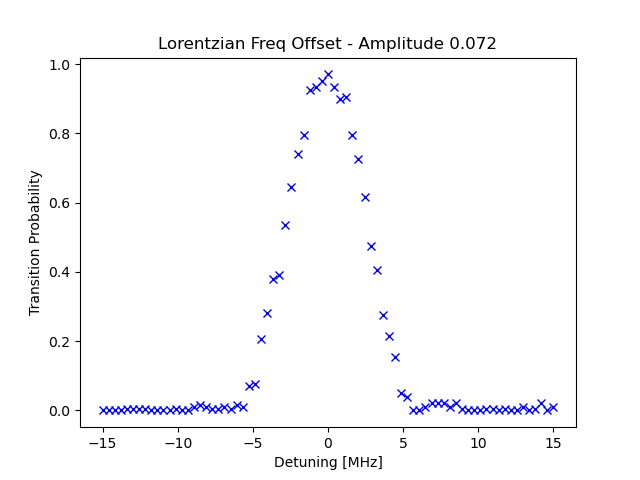 Lorentzian Freq Offset - Amplitude 0.072
1.0
0.8
0.6
0.4
0.2
0.0
Transition Probability
−15 −10 −5 0 5 10 15
Detuning [MHz]